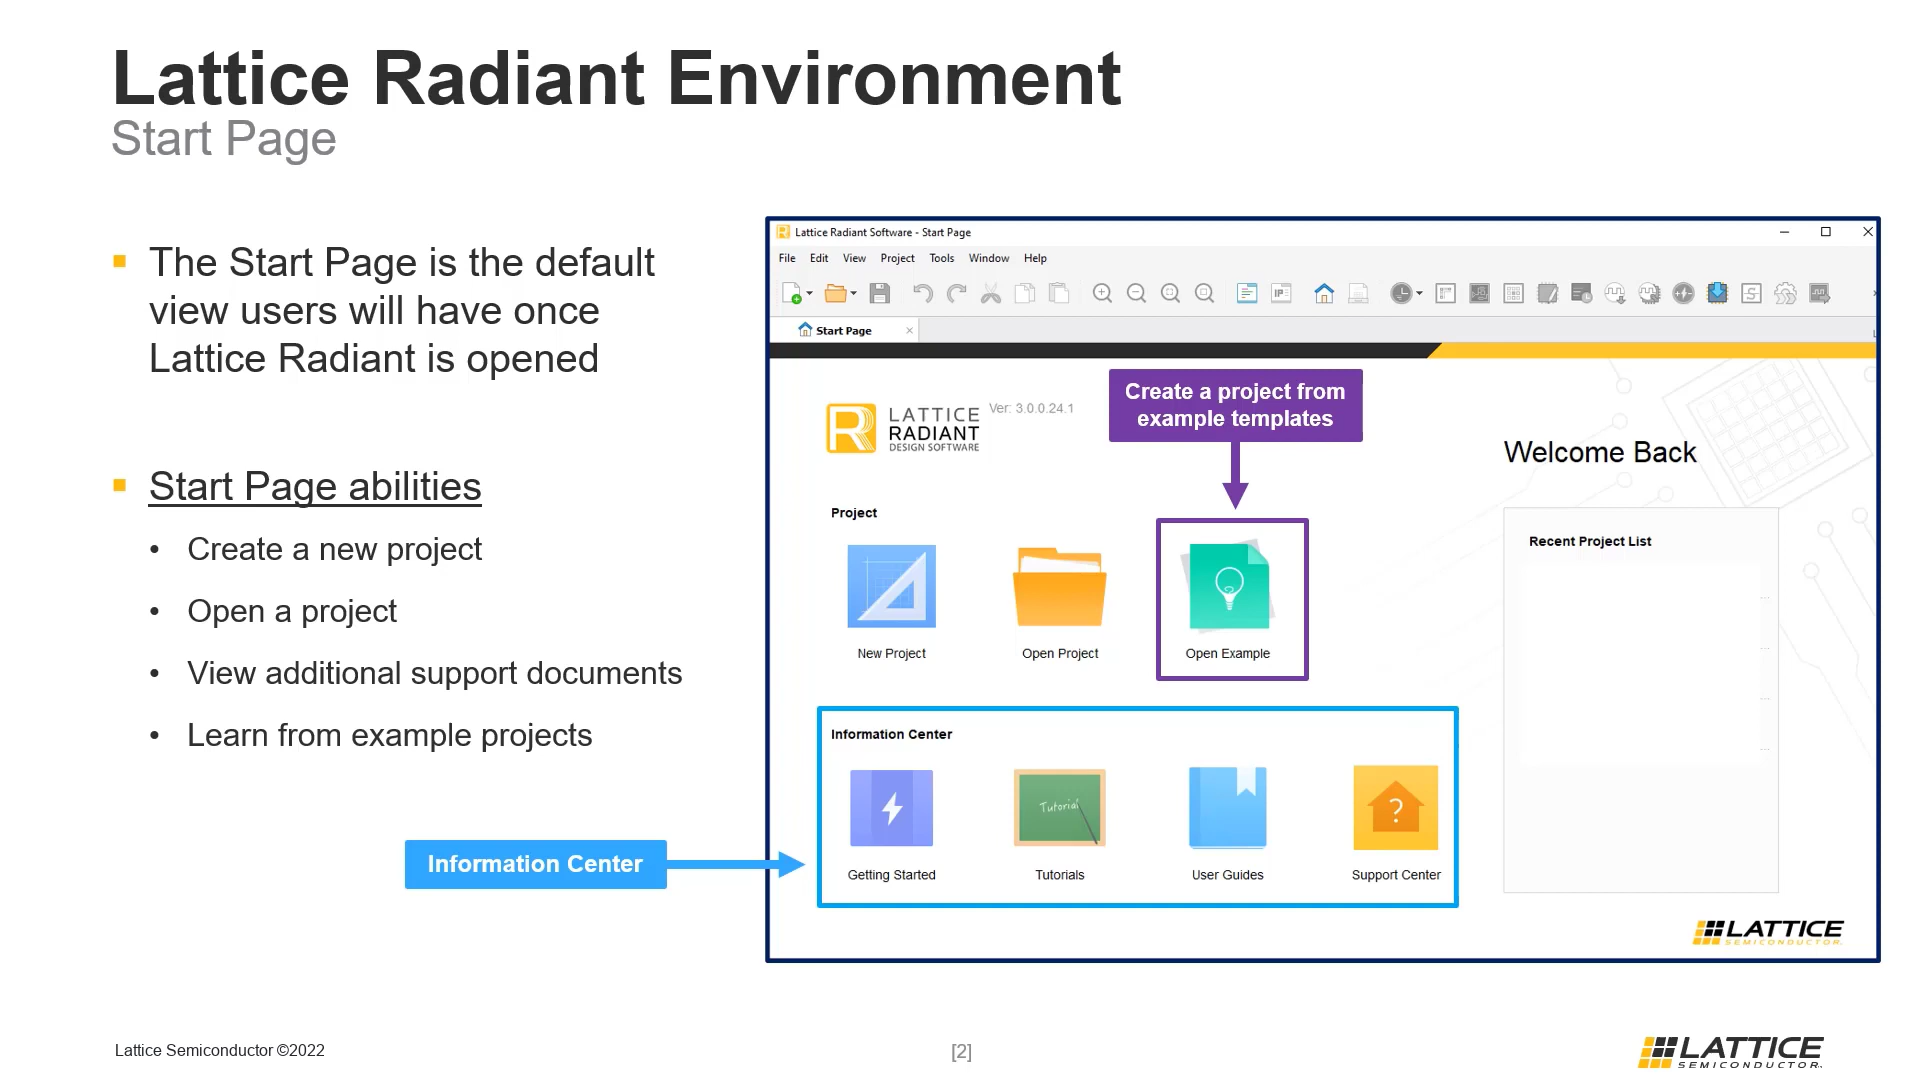 Lattice Radiant Environment
Start Page
The Start Page is the default
view users will have once
Lattice Radiant is opened
Start Page abilities
Create a new project
Open a project
View additional support documents
Learn from example projects
Information Center
Lattice Radiant Software - Start Page
File Edit View Project Tools Window Help
Start Page
LATTICE
RADIANT
DESIGN SOFTWARE
Ver: 3.0.0.24.1
Create a project from
example templates
Welcome Back
Project
New Project Open Project Open Example
Recent Project List
Information Center
Tutorial
Getting Started Tutorials User Guides Support Center
LATTICE
SEMICONDUCTOR.
Lattice Semiconductor ©2022
[2]
LATTICE
SEMICONDUCTOR.